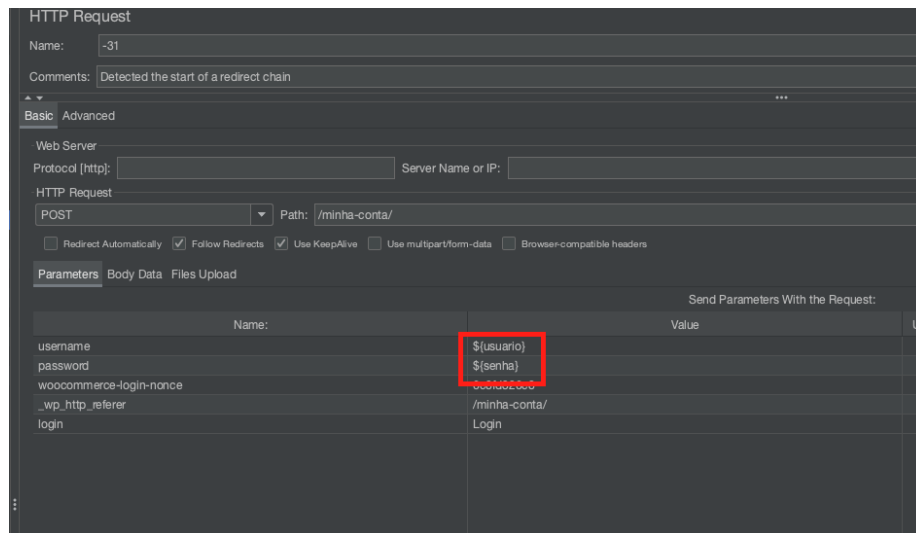 HTTP Request
Name: -31
Comments: Detected the start of a redirect chain
Basic Advanced
Web Server
Protocol [http]: Server Name or IP:
HTTP Request
POST Path: /minha-conta/
Redirect Automatically Follow Redirects Use KeepAlive Use multipart/form-data Browser-compatible headers
Parameters Body Data Files Upload
Send Parameters With the Request:
Name: Value
username ${usuario}
password ${senha}
woocommerce-login-nonce
_wp_http_referer /minha-conta/
login Login